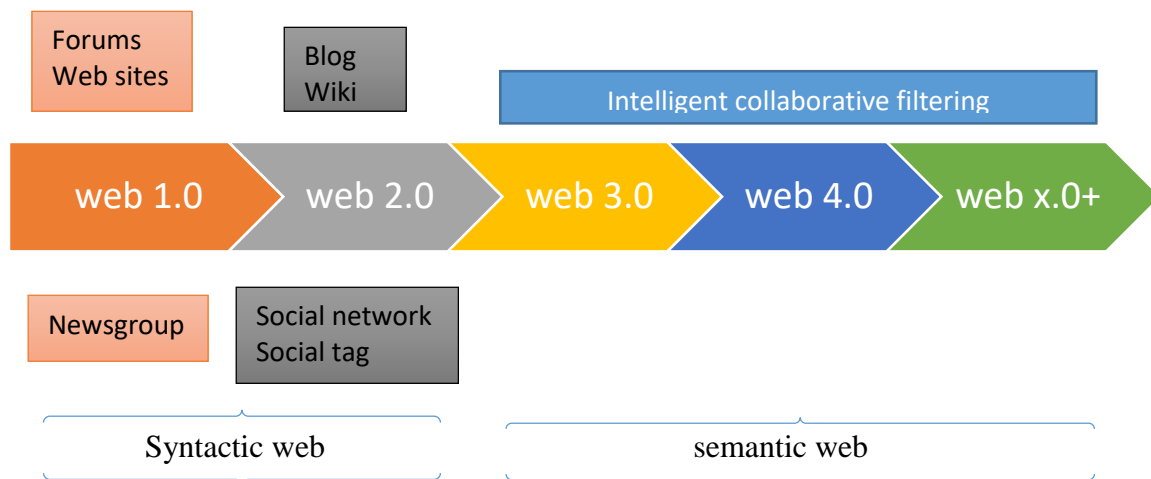 Forums
Web sites
Blog
Wiki
Intelligent collaborative filtering
web 1.0
web 2.0
web 3.0
web 4.0
web x.0+
Newsgroup
Social network
Social tag
Syntactic web
semantic web